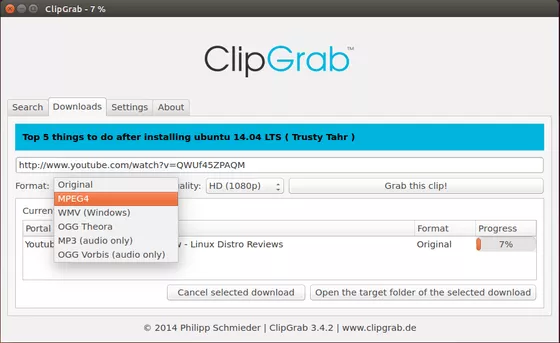 ClipGrab - 7 %
ClipGrab™
Search Downloads Settings About
Top 5 things to do after installing ubuntu 14.04 LTS ( Trusty Tahr )
http://www.youtube.com/watch?v=QWUf45ZPAQM
Format: Original uality: HD (1080p) Grab this clip!
MPEG4
WMV (Windows)
OGG Theora
MP3 (audio only)
OGG Vorbis (audio only)
Curre
Portal Format Progress
Youtub w - Linux Distro Reviews Original 7%
Cancel selected download Open the target folder of the selected download
© 2014 Philipp Schmieder | ClipGrab 3.4.2 | www.clipgrab.de